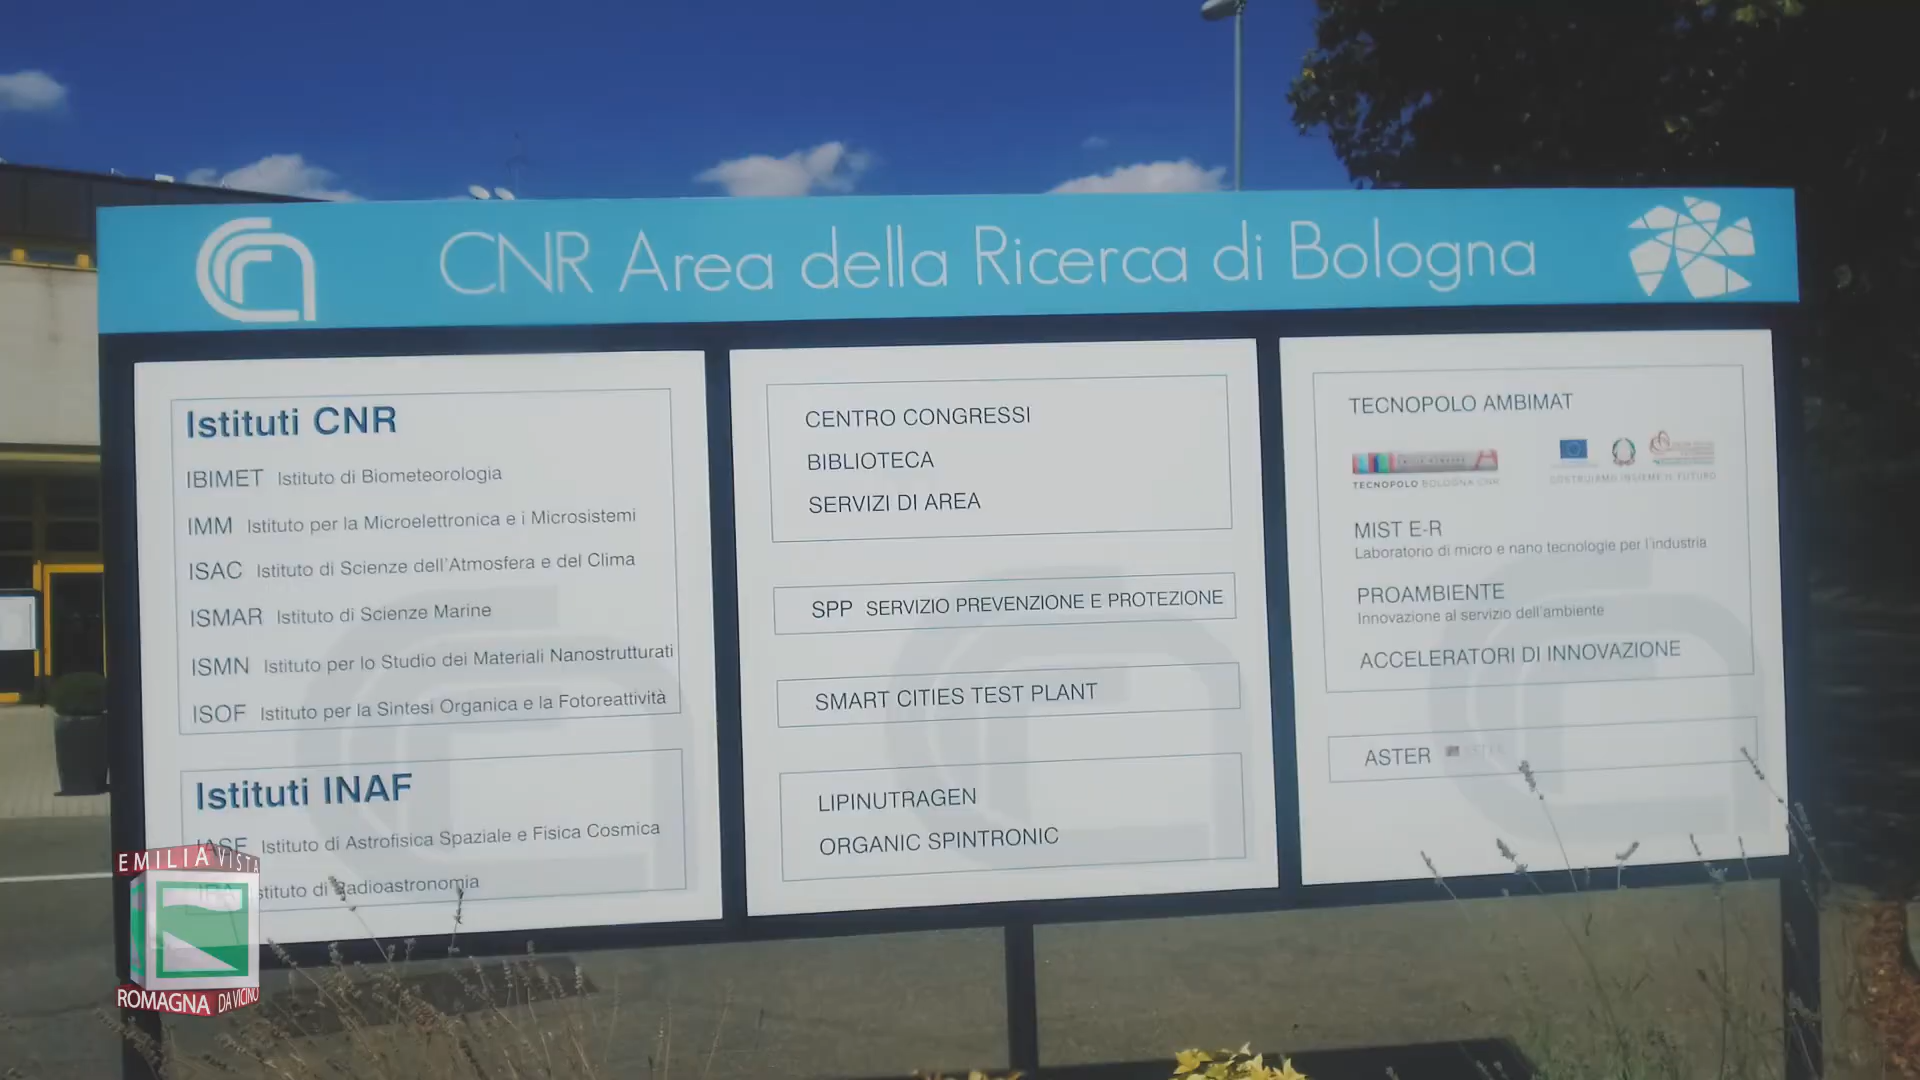 CNR Area della Ricerca di Bologna
Istituti CNR
IBIMET Istituto di Biometeorologia
IMM Istituto per la Microelettronica e i Microsistemi
ISAC Istituto di Scienze dell'Atmosfera e del Clima
ISMAR Istituto di Scienze Marine
ISMN Istituto per lo Studio dei Materiali Nanostrutturati
ISOF Istituto per la Sintesi Organica e la Fotoreattività
Istituti INAF
IASF Istituto di Astrofisica Spaziale e Fisica Cosmica
IRA Istituto di Radioastronomia
CENTRO CONGRESSI
BIBLIOTECA
SERVIZI DI AREA
SPP SERVIZIO PREVENZIONE E PROTEZIONE
SMART CITIES TEST PLANT
LIPINUTRAGEN
ORGANIC SPINTRONIC
TECNOPOLO AMBIMAT
TECNOPOLO BOLOGNA CNR
COSTRUIAMO INSIEME IL FUTURO
MIST E-R
Laboratorio di micro e nano tecnologie per l'industria
PROAMBIENTE
Innovazione al servizio dell'ambiente
ACCELERATORI DI INNOVAZIONE
ASTER ASTER
EMILIA VISTA
ROMAGNA DA VICINO